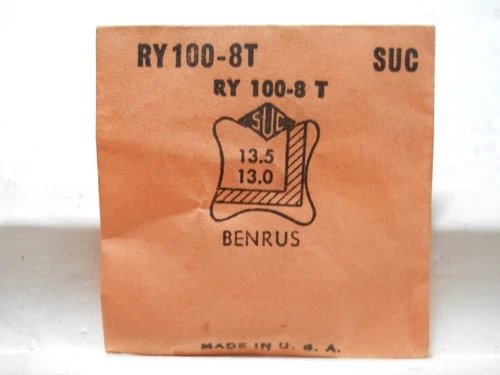 RY100-8T SUC
RY 100-8 T
SUC
13.5
13.0
BENRUS
MADE IN U. S. A.